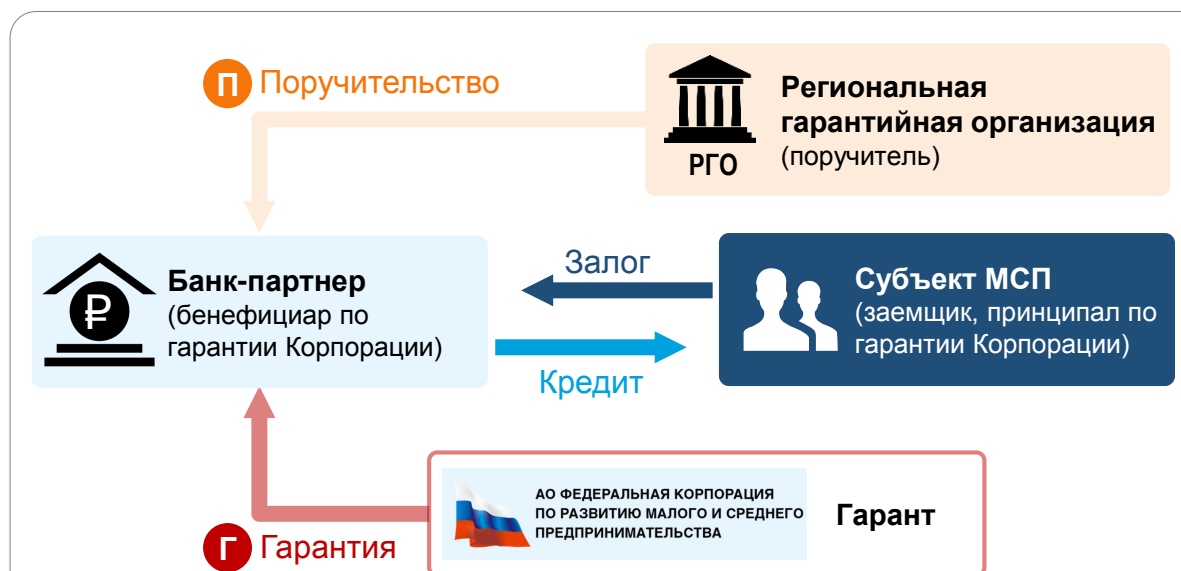 П Поручительство
Региональная
гарантийная организация
(поручитель)
РГО
Банк-партнер
(бенефициар по
гарантии Корпорации)
₽
Залог
Кредит
Субъект МСП
(заемщик, принципал по
гарантии Корпорации)
АО ФЕДЕРАЛЬНАЯ КОРПОРАЦИЯ
ПО РАЗВИТИЮ МАЛОГО И СРЕДНЕГО
ПРЕДПРИНИМАТЕЛЬСТВА
Гарант
Г Гарантия